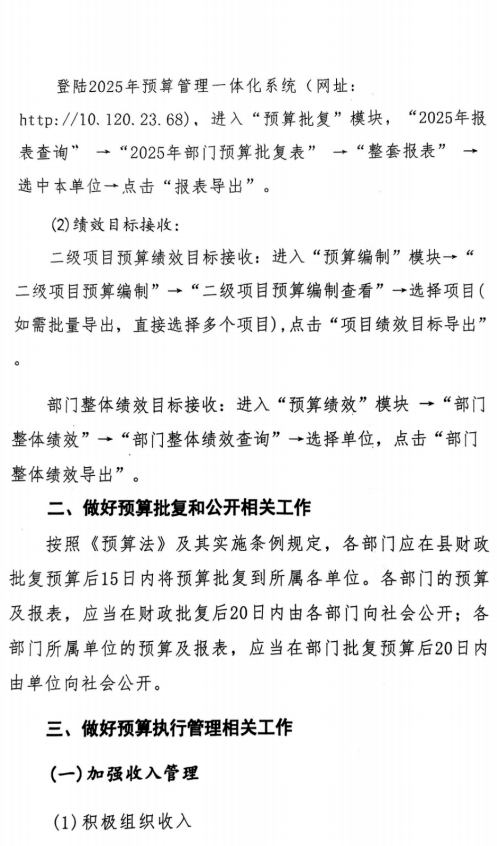 登陆2025年预算管理一体化系统（网址：
http://10.120.23.68），进入“预算批复”模块，“2025年报
表查询”→“2025年部门预算批复表”→“整套报表”→
选中本单位→点击“报表导出”。
(2)绩效目标接收：
二级项目预算绩效目标接收：进入“预算编制”模块→“
二级项目预算编制”→“二级项目预算编制查看”→选择项目(
如需批量导出，直接选择多个项目),点击“项目绩效目标导出”
。
部门整体绩效目标接收：进入“预算绩效”模块→“部门
整体绩效”→“部门整体绩效查询”→选择单位，点击“部门
整体绩效导出”。
二、做好预算批复和公开相关工作
按照《预算法》及其实施条例规定，各部门应在县财政
批复预算后15日内将预算批复到所属各单位。各部门的预算
及报表，应当在财政批复后20日内由各部门向社会公开；各
部门所属单位的预算及报表，应当在部门批复预算后20日内
由单位向社会公开。
三、做好预算执行管理相关工作
(一)加强收入管理
(1)积极组织收入